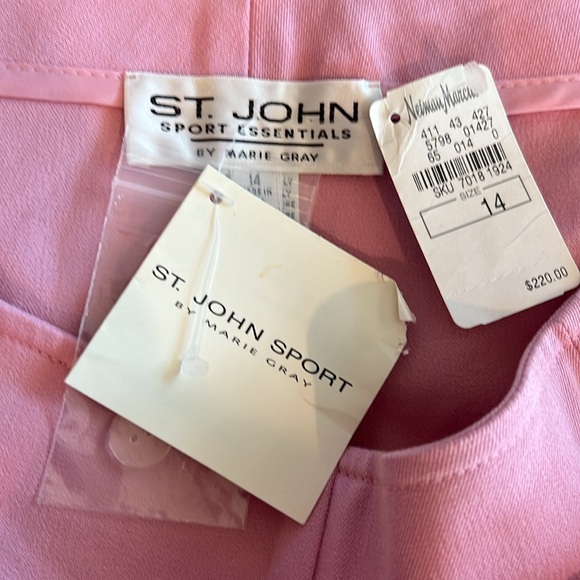 ST. JOHN
SPORT ESSENTIALS
BY MARIE GRAY
14
ST. JOHN SPORT
BY MARIE GRAY
Neiman Marcus
411 43 427
5798 01427
65 014 0
SKU 7018 1924
SIZE
14
$220.00